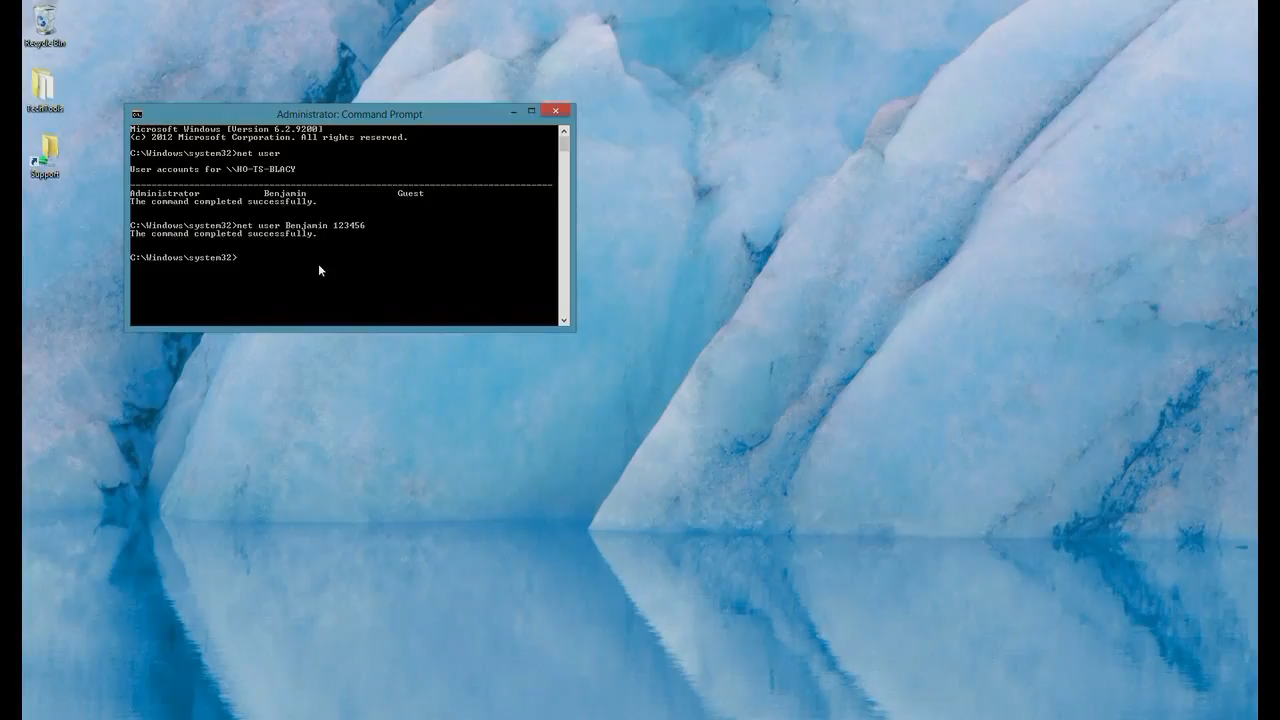 Recycle Bin
TechTools
Support
Administrator: Command Prompt
Microsoft Windows [Version 6.2.9200]
(c) 2012 Microsoft Corporation. All rights reserved.
C:\Windows\system32>net user
User accounts for \\HO-TS-BLACY
-------------------------------------------------------------------------------
Administrator Benjamin Guest
The command completed successfully.
C:\Windows\system32>net user Benjamin 123456
The command completed successfully.
C:\Windows\system32>